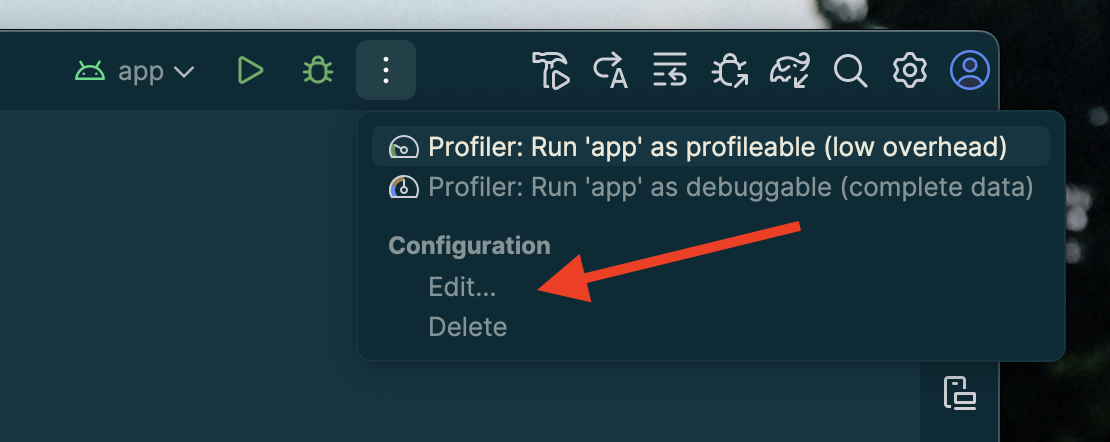 app
Profiler: Run 'app' as profileable (low overhead)
Profiler: Run 'app' as debuggable (complete data)
Configuration
Edit...
Delete